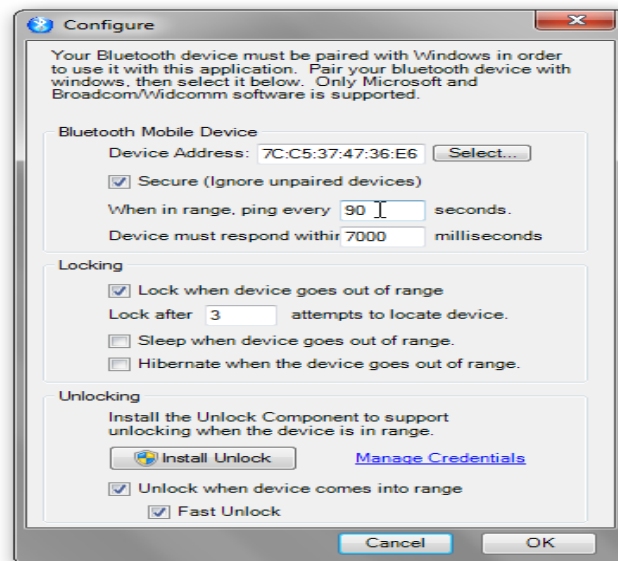 Configure
Your Bluetooth device must be paired with Windows in order
to use it with this application. Pair your bluetooth device with
windows, then select it below. Only Microsoft and
Broadcom/Widcomm software is supported.
Bluetooth Mobile Device
Device Address: 7C:C5:37:47:36:E6 Select...
Secure (Ignore unpaired devices)
When in range, ping every 90 seconds.
Device must respond within 7000 milliseconds
Locking
Lock when device goes out of range
Lock after 3 attempts to locate device.
Sleep when device goes out of range.
Hibernate when the device goes out of range.
Unlocking
Install the Unlock Component to support
unlocking when the device is in range.
Install Unlock Manage Credentials
Unlock when device comes into range
Fast Unlock
Cancel OK